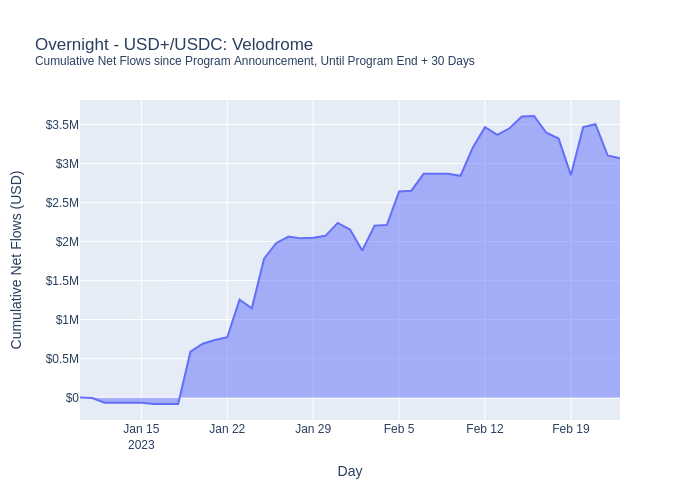 Overnight - USD+/USDC: Velodrome
Cumulative Net Flows since Program Announcement, Until Program End + 30 Days
Cumulative Net Flows (USD)
$3.5M
$3M
$2.5M
$2M
$1.5M
$1M
$0.5M
$0
Jan 15
2023
Jan 22
Jan 29
Feb 5
Feb 12
Feb 19
Day